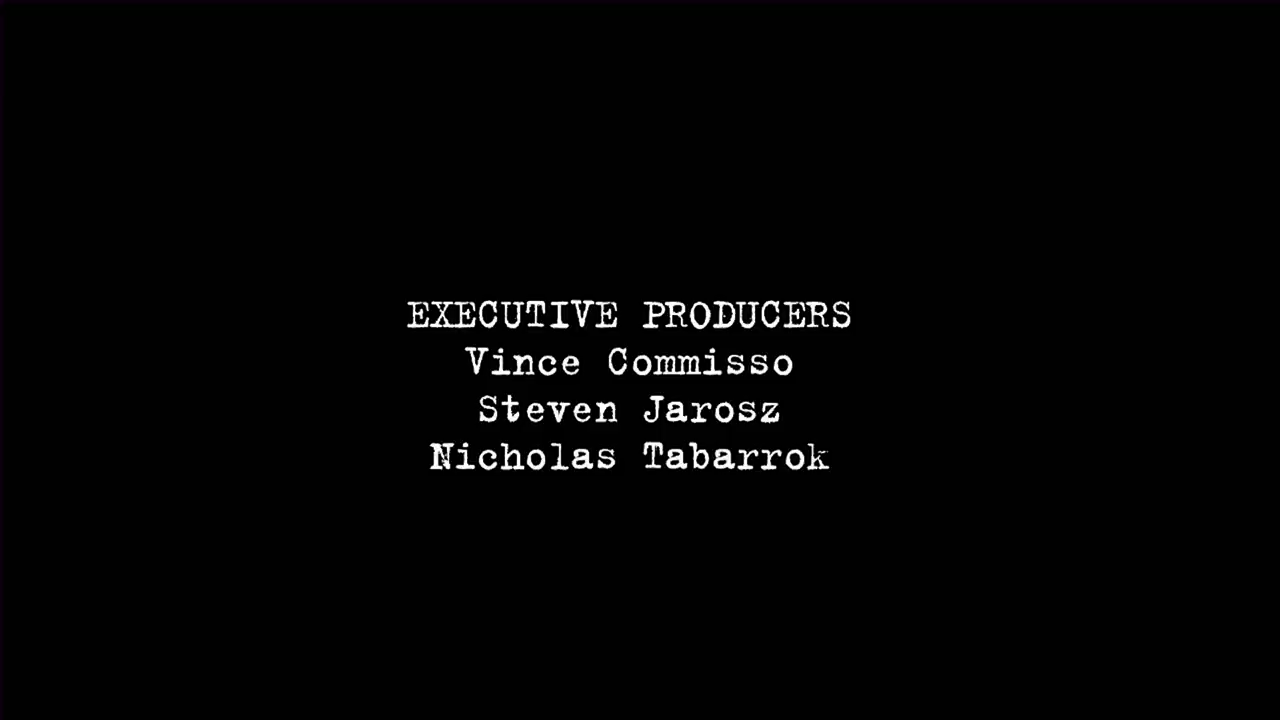 EXECUTIVE PRODUCERS
Vince Commisso
Steven Jarosz
Nicholas Tabarrok